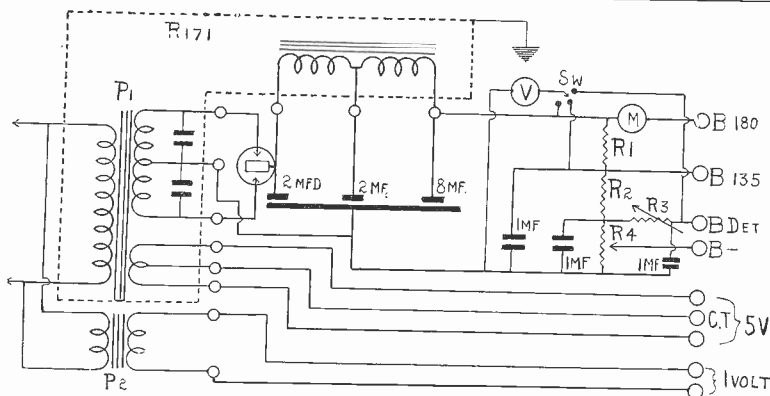 R171
P1
V
SW
M
B 180
R1
2 MFD
2 MF.
8 MF.
B 135
R2
R3
1MF
B DET
R4
B-
1MF
1MF
C.T
5V
P2
1 VOLT